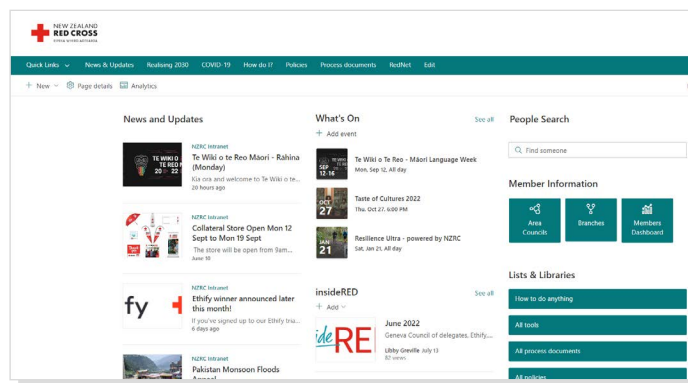 NEW ZEALAND
RED CROSS
Quick Links
News & Updates
Realising 2030
COVID-19
How do I?
Policies
Process documents
RedNet
Edit
+ New
Page details
Analytics
News and Updates
TE WIKI O
TE REO
NZRC Intranet
Te Wiki o te Reo Māori - Rāhina
(Monday)
Kia ora and welcome to Te Wiki o te...
20 hours ago
NZRC Intranet
Collateral Store Open Mon 12
Sept to Mon 19 Sept
The store will be open from 9am...
June 10
fy
NZRC Intranet
Ethify winner announced later
this month!
If you've signed up to our Ethify tria...
6 days ago
NZRC Intranet
Pakistan Monsoon Floods
Appeal
What's On
See all
+ Add event
SEP
12-16
Te Wiki o Te Reo - Māori Language Week
Mon, Sep 12, All day
OCT
27
Taste of Cultures 2022
Thu, Oct 27, 6:00 PM
JAN
21
Resilience Ultra - powered by NZRC
Sat, Jan 21, All day
insideRED
See all
+ Add
ide RE
June 2022
Geneva Council of delegates, Ethify,...
Libby Greville July 13
82 views
People Search
Find someone
Member Information
Area
Councils
Branches
Members
Dashboard
Lists & Libraries
How to do anything
All tools
All process documents
All policies